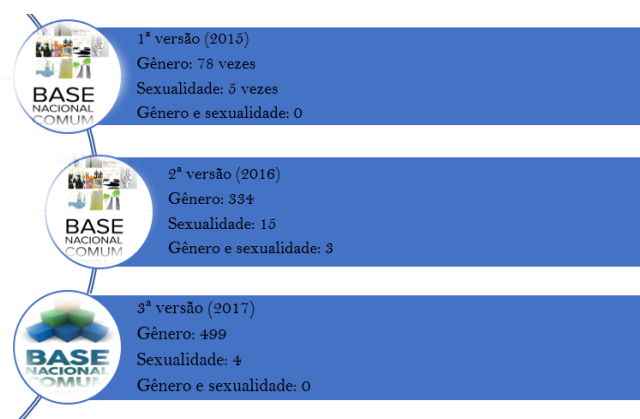 1ª versão (2015)
Gênero: 78 vezes
Sexualidade: 5 vezes
Gênero e sexualidade: 0
BASE
NACIONAL
COMUM
2ª versão (2016)
Gênero: 334
Sexualidade: 15
Gênero e sexualidade: 3
BASE
NACIONAL
COMUM
3ª versão (2017)
Gênero: 499
Sexualidade: 4
Gênero e sexualidade: 0
BASE
NACIONAL
COMUM